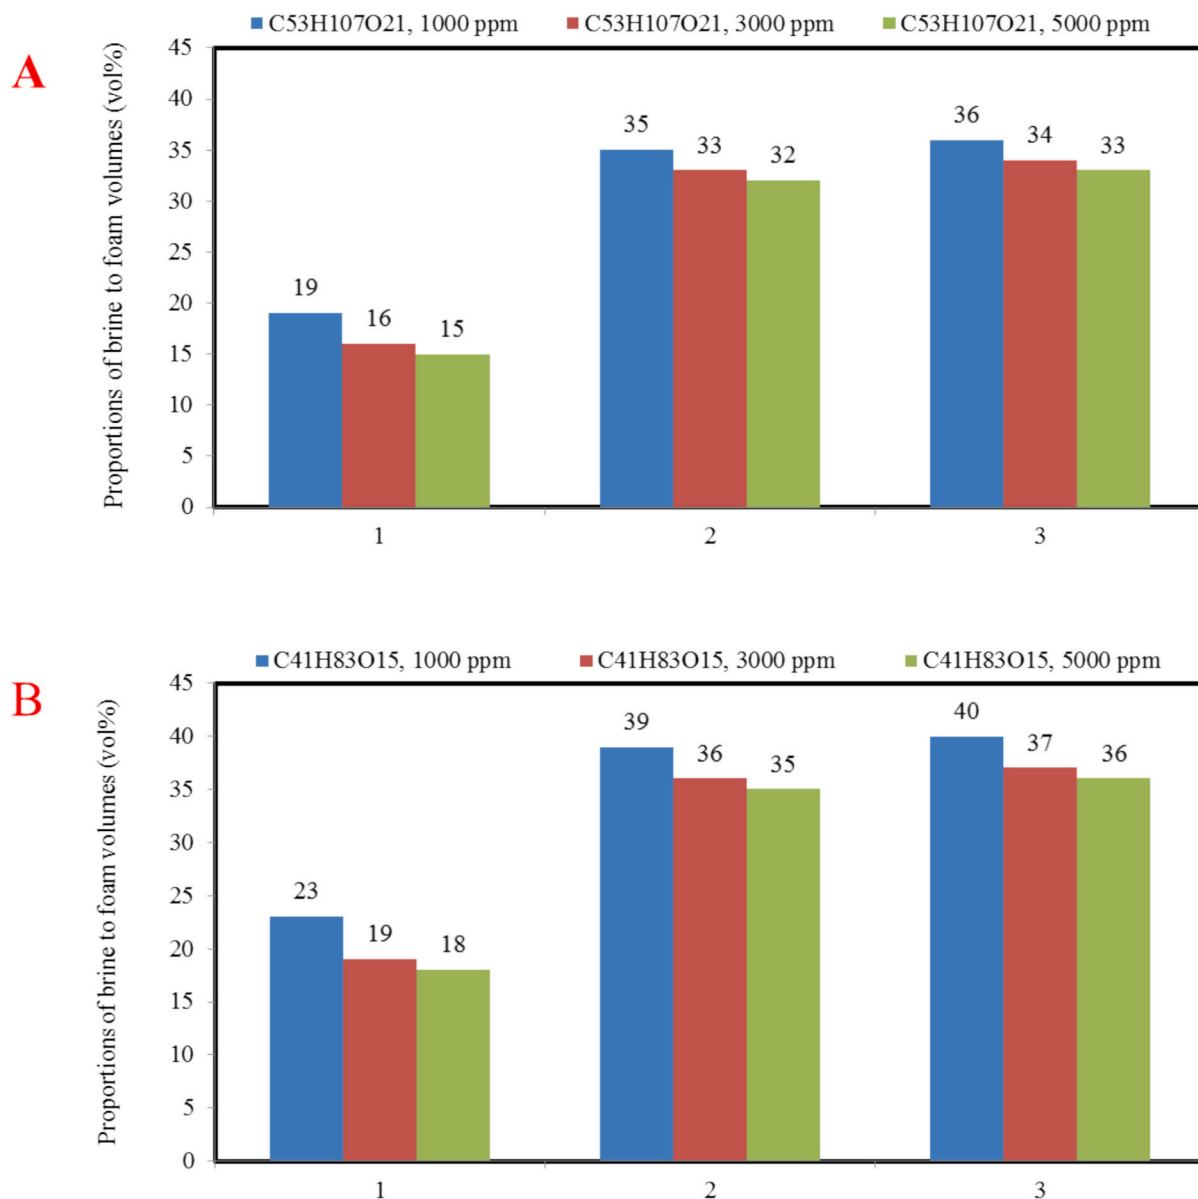 C53H107O21, 1000 ppm C53H107O21, 3000 ppm C53H107O21, 5000 ppm
A
Proportions of brine to foam volumes (vol%)
45
40
35
30
25
20
15
10
5
0
19 16 15
35 33 32
36 34 33
1 2 3
C41H83O15, 1000 ppm C41H83O15, 3000 ppm C41H83O15, 5000 ppm
B
Proportions of brine to foam volumes (vol%)
45
40
35
30
25
20
15
10
5
0
23 19 18
39 36 35
40 37 36
1 2 3